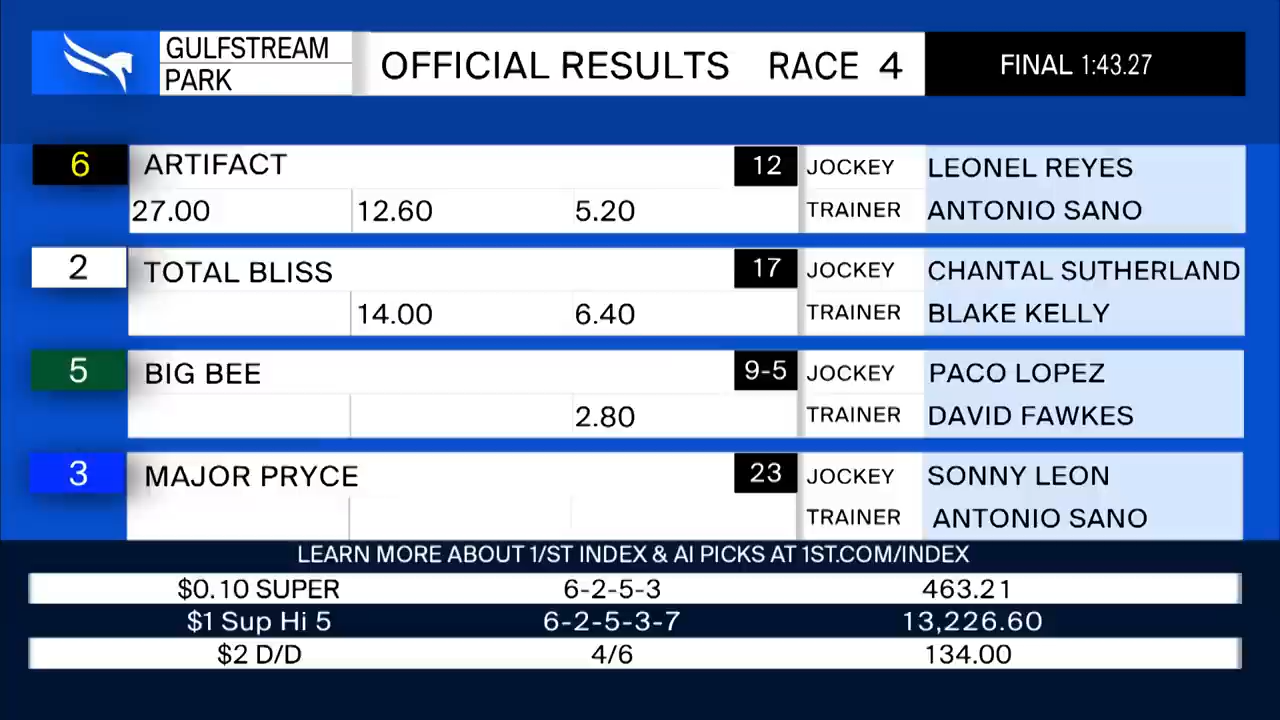 GULFSTREAM
PARK
OFFICIAL RESULTS RACE 4
FINAL 1:43.27
6 ARTIFACT 12 JOCKEY LEONEL REYES
27.00 12.60 5.20 TRAINER ANTONIO SANO
2 TOTAL BLISS 17 JOCKEY CHANTAL SUTHERLAND
14.00 6.40 TRAINER BLAKE KELLY
5 BIG BEE 9-5 JOCKEY PACO LOPEZ
2.80 TRAINER DAVID FAWKES
3 MAJOR PRYCE 23 JOCKEY SONNY LEON
TRAINER ANTONIO SANO
LEARN MORE ABOUT 1/ST INDEX & AI PICKS AT 1ST.COM/INDEX
$0.10 SUPER 6-2-5-3 463.21
$1 Sup Hi 5 6-2-5-3-7 13,226.60
$2 D/D 4/6 134.00